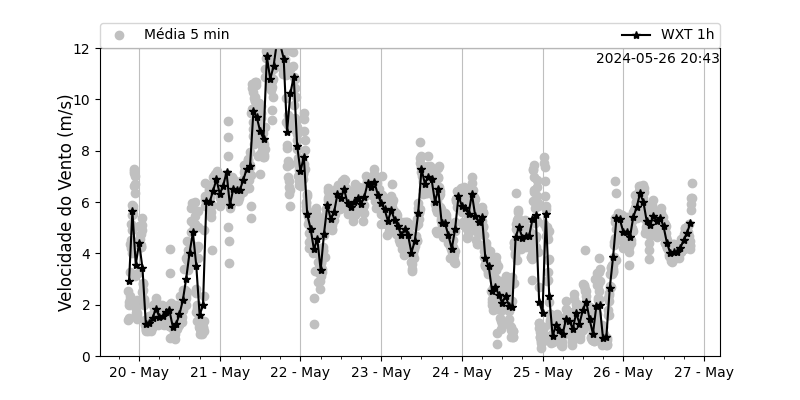 Média 5 min
WXT 1h
2024-05-26 20:43
Velocidade do Vento (m/s)
12
10
8
6
4
2
0
20 - May
21 - May
22 - May
23 - May
24 - May
25 - May
26 - May
27 - May